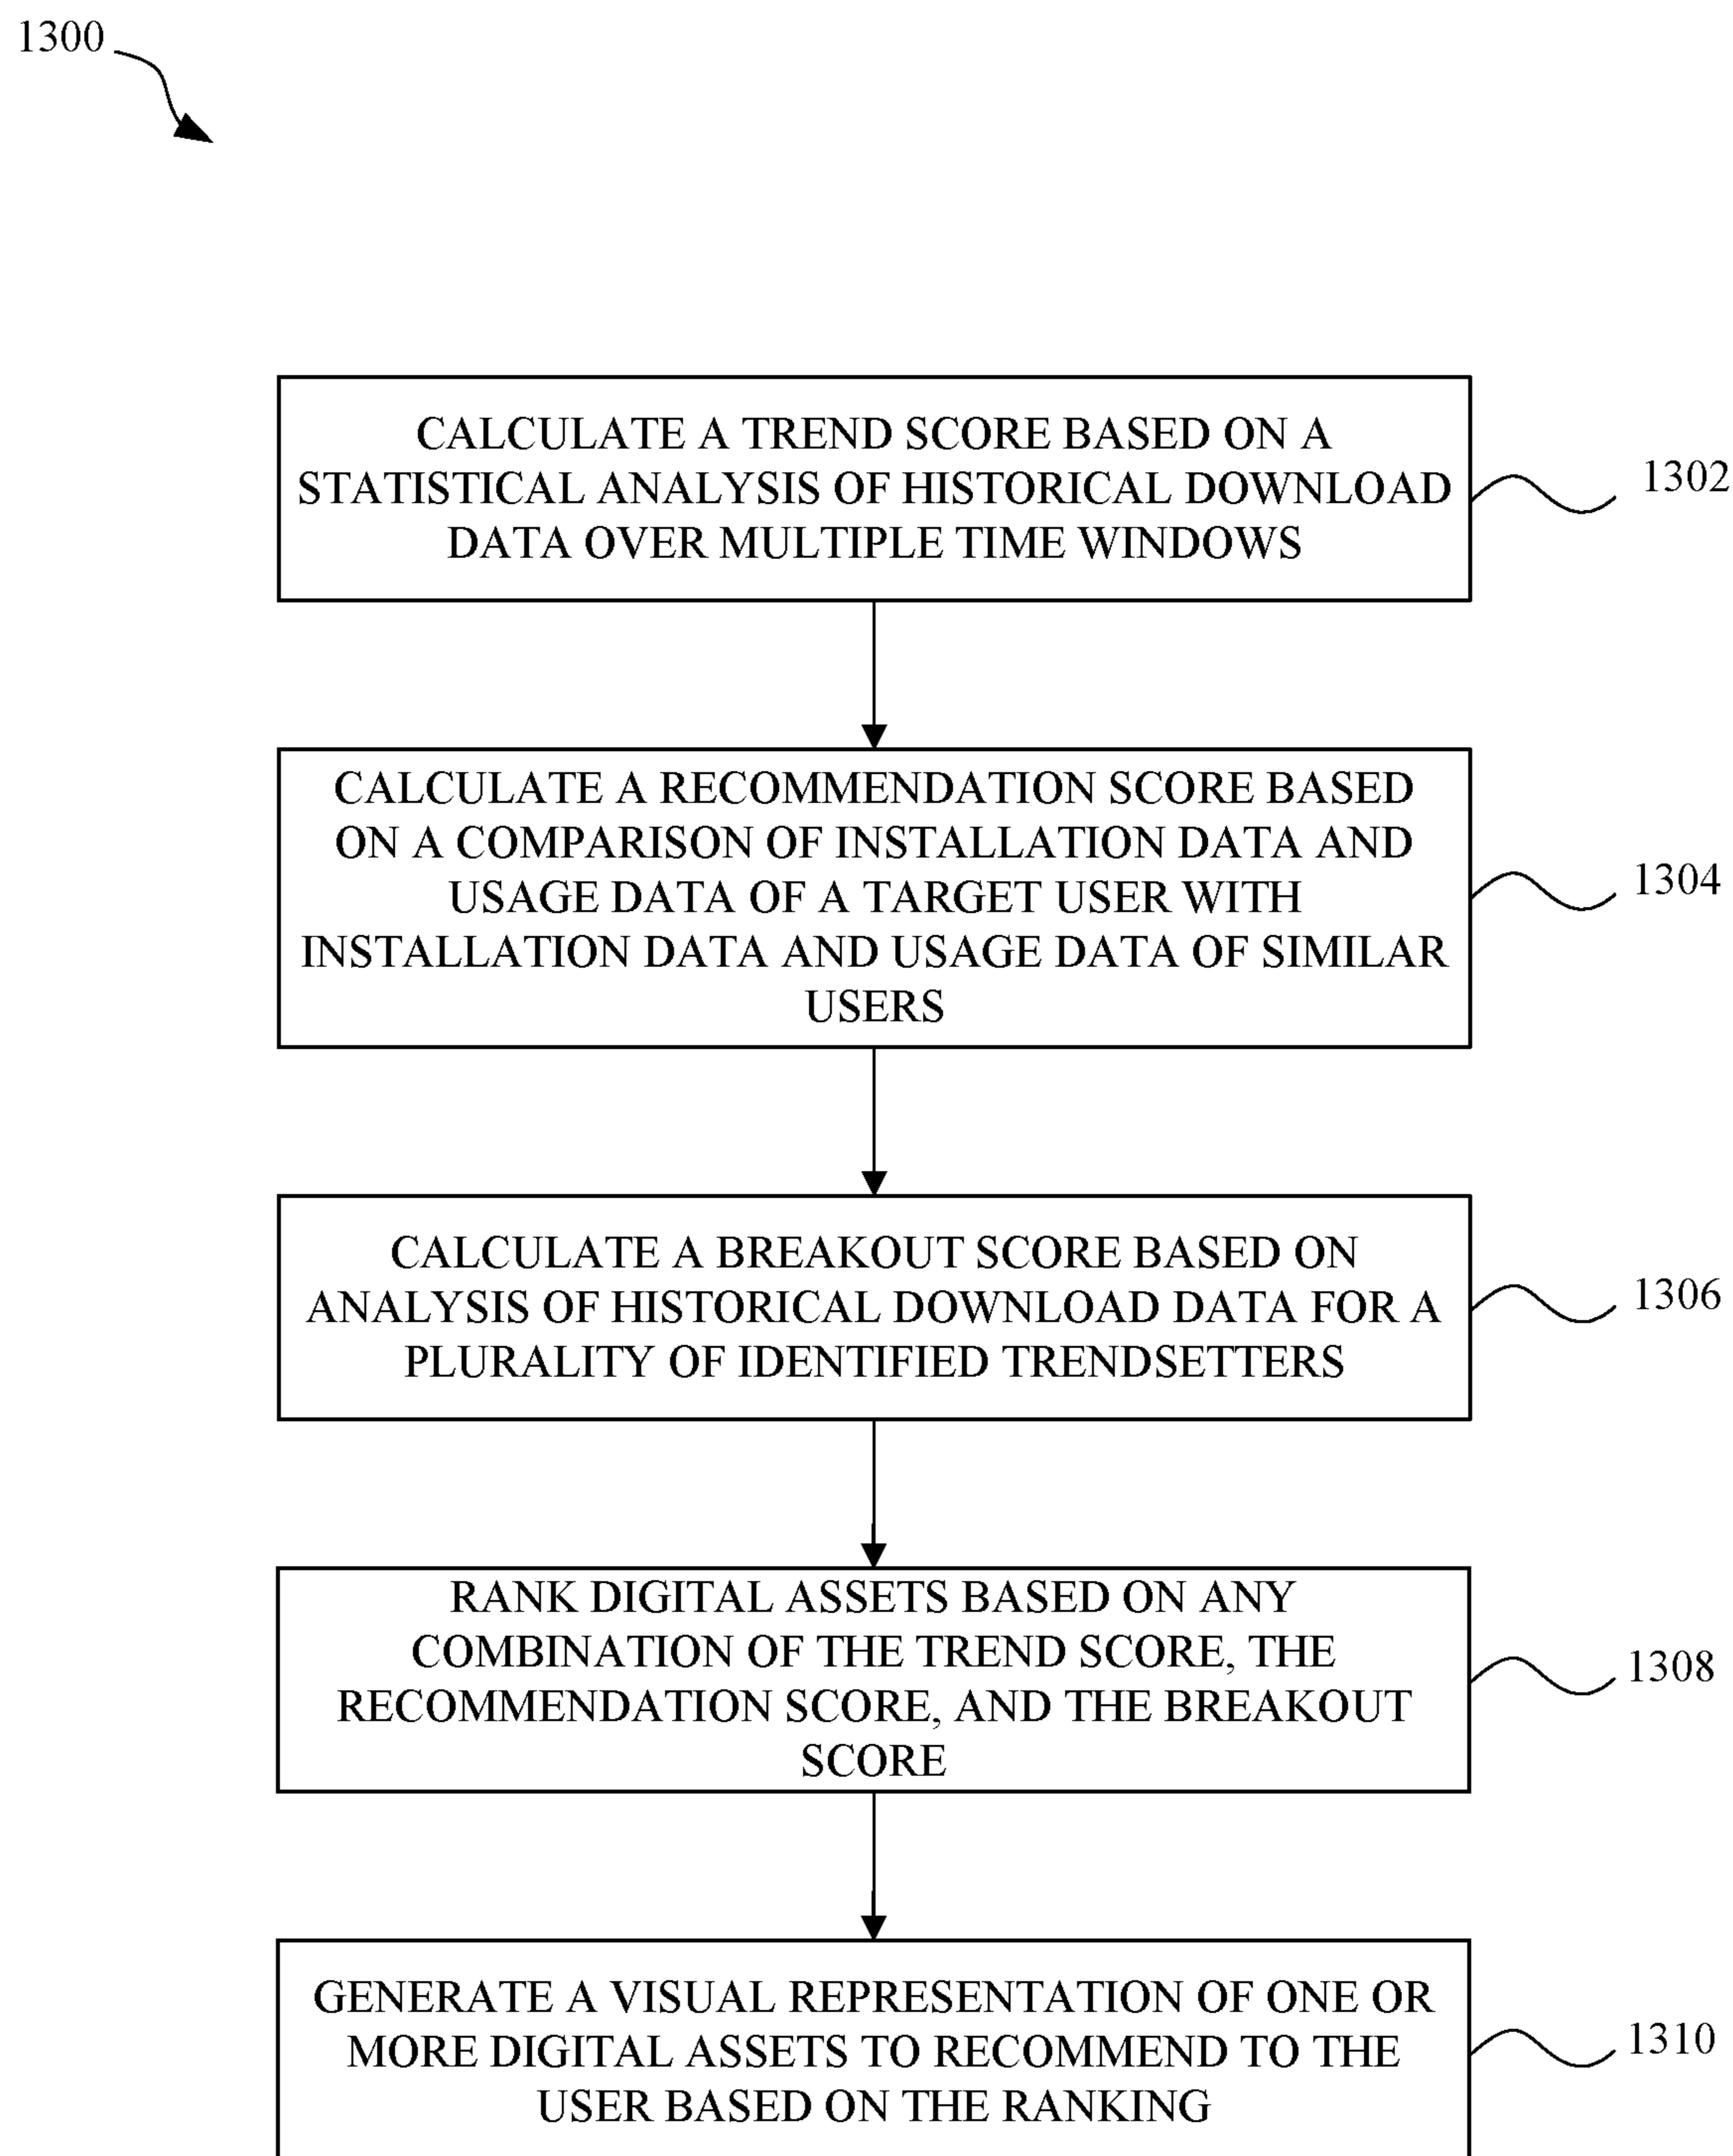 1300
CALCULATE A TREND SCORE BASED ON A
STATISTICAL ANALYSIS OF HISTORICAL DOWNLOAD
DATA OVER MULTIPLE TIME WINDOWS
1302
CALCULATE A RECOMMENDATION SCORE BASED
ON A COMPARISON OF INSTALLATION DATA AND
USAGE DATA OF A TARGET USER WITH
INSTALLATION DATA AND USAGE DATA OF SIMILAR
USERS
1304
CALCULATE A BREAKOUT SCORE BASED ON
ANALYSIS OF HISTORICAL DOWNLOAD DATA FOR A
PLURALITY OF IDENTIFIED TRENDSETTERS
1306
RANK DIGITAL ASSETS BASED ON ANY
COMBINATION OF THE TREND SCORE, THE
RECOMMENDATION SCORE, AND THE BREAKOUT
SCORE
1308
GENERATE A VISUAL REPRESENTATION OF ONE OR
MORE DIGITAL ASSETS TO RECOMMEND TO THE
USER BASED ON THE RANKING
1310